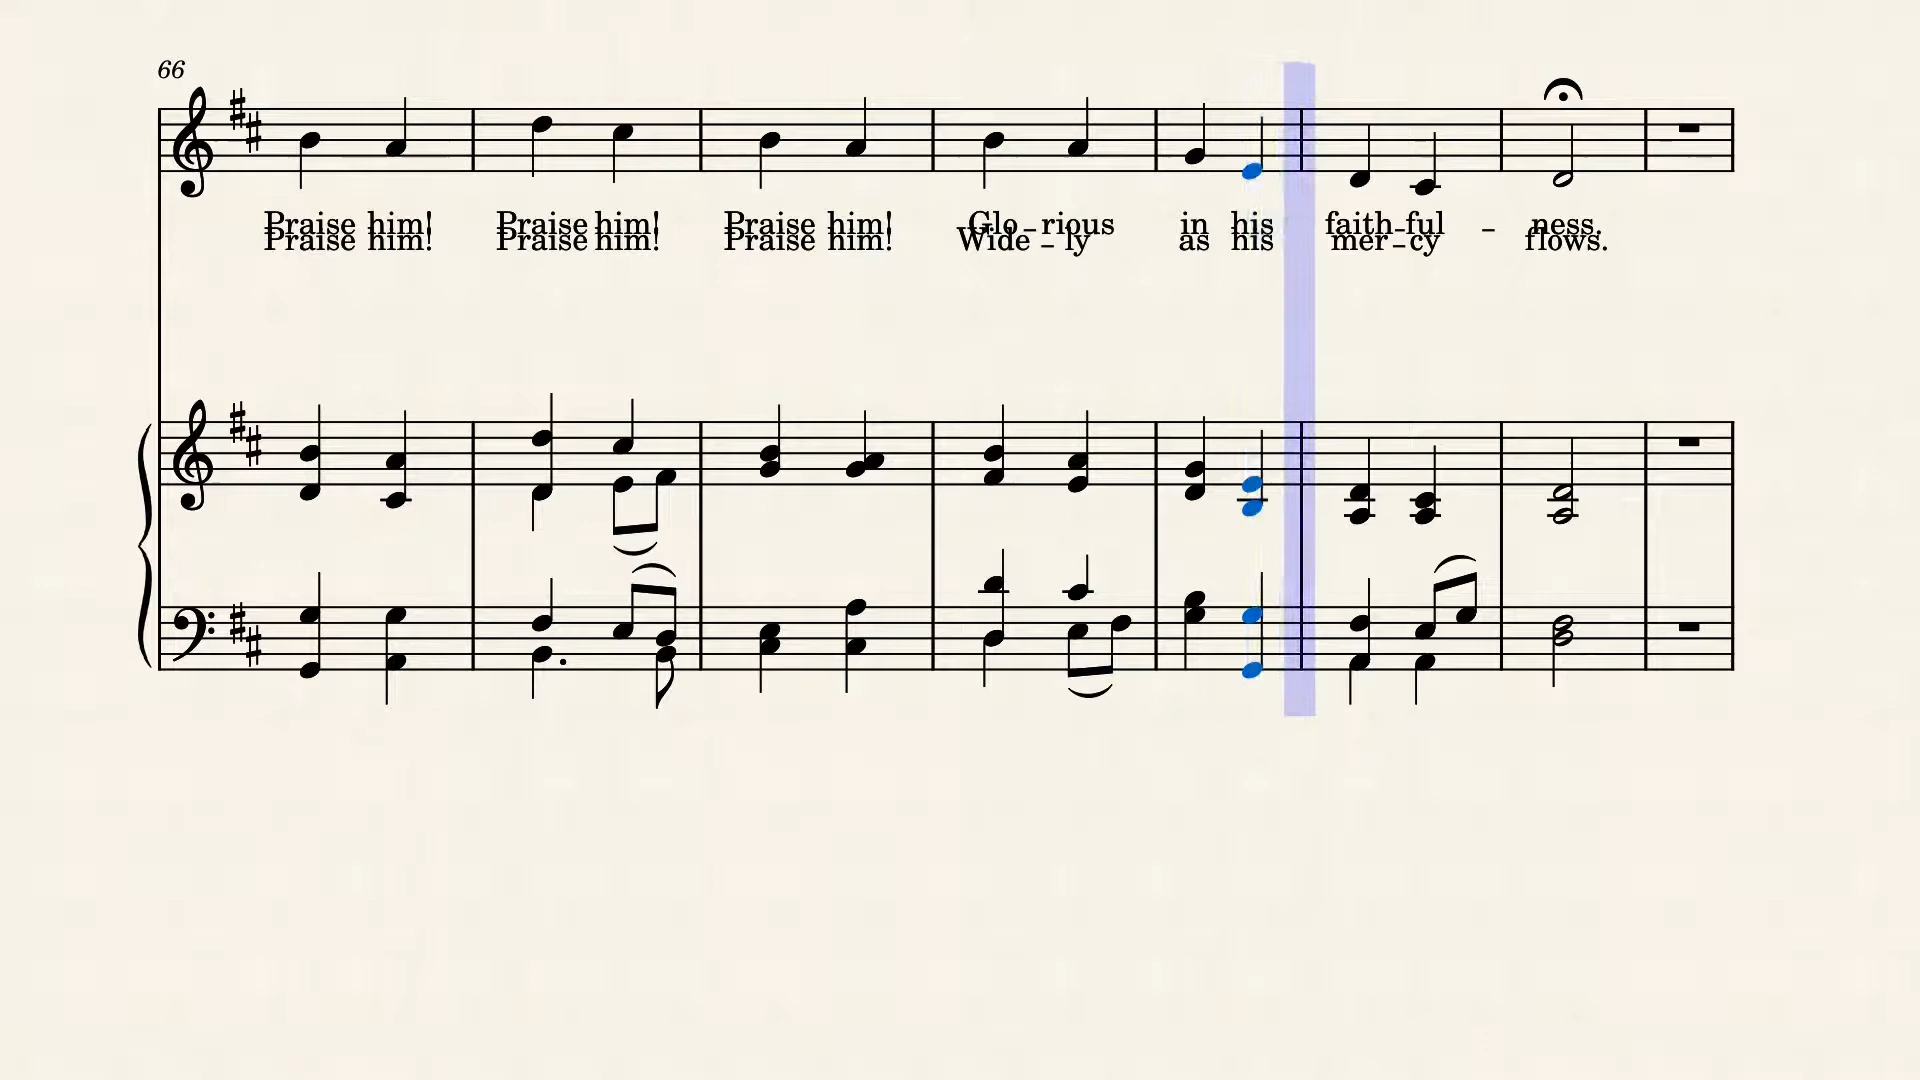 66
Praise him! Praise him! Praise him! Glo - rious in his faith - ful - ness.
Praise him! Praise him! Praise him! Wide - ly as his mer - cy flows.